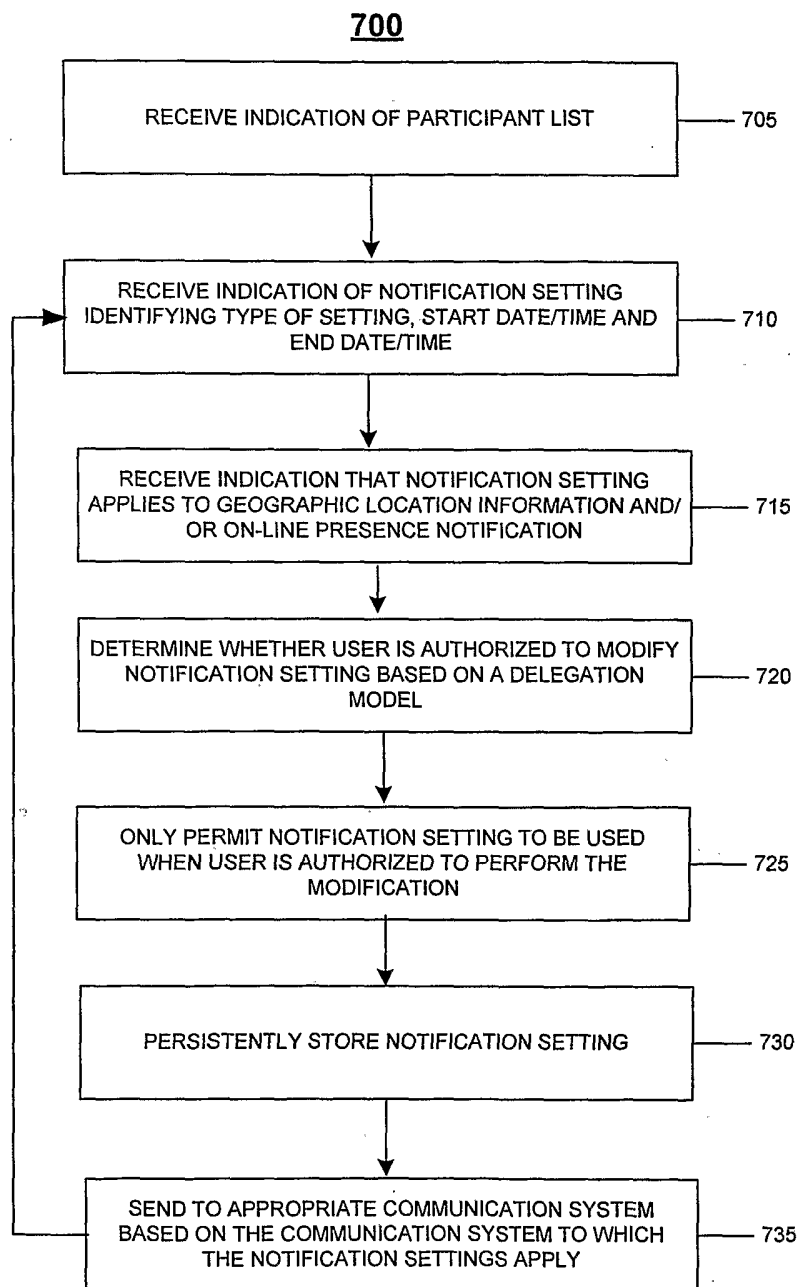 700
RECEIVE INDICATION OF PARTICIPANT LIST
705
RECEIVE INDICATION OF NOTIFICATION SETTING
IDENTIFYING TYPE OF SETTING, START DATE/TIME AND
END DATE/TIME
710
RECEIVE INDICATION THAT NOTIFICATION SETTING
APPLIES TO GEOGRAPHIC LOCATION INFORMATION AND/
OR ON-LINE PRESENCE NOTIFICATION
715
DETERMINE WHETHER USER IS AUTHORIZED TO MODIFY
NOTIFICATION SETTING BASED ON A DELEGATION
MODEL
720
ONLY PERMIT NOTIFICATION SETTING TO BE USED
WHEN USER IS AUTHORIZED TO PERFORM THE
MODIFICATION
725
PERSISTENTLY STORE NOTIFICATION SETTING
730
SEND TO APPROPRIATE COMMUNICATION SYSTEM
BASED ON THE COMMUNICATION SYSTEM TO WHICH
THE NOTIFICATION SETTINGS APPLY
735